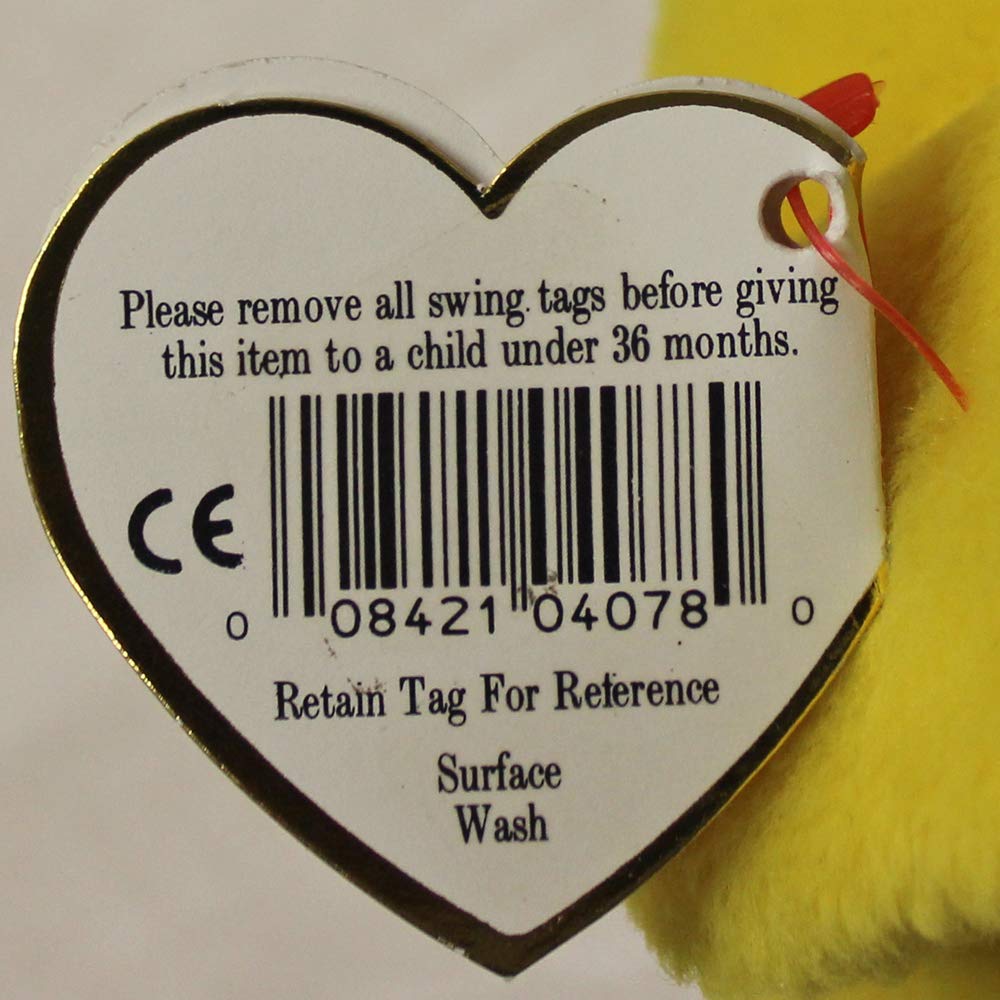 Please remove all swing tags before giving
this item to a child under 36 months.
CE
0 08421 04078 0
Retain Tag For Reference
Surface
Wash